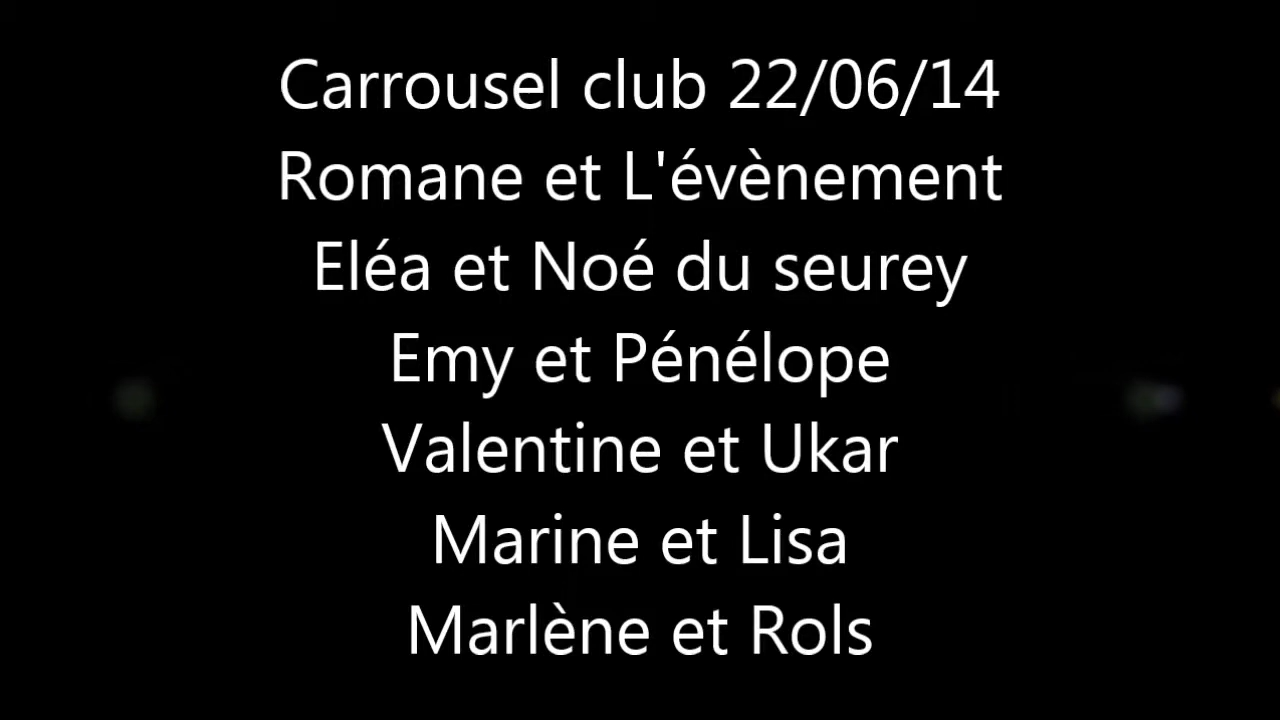 Carrousel club 22/06/14
Romane et L'évènement
Eléa et Noé du seurey
Emy et Pénélope
Valentine et Ukar
Marine et Lisa
Marlène et Rols